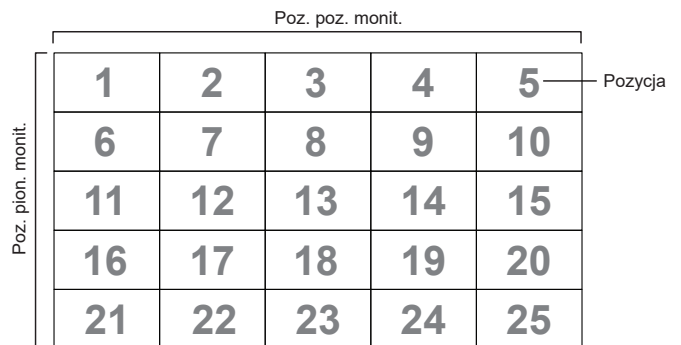 Poz. poz. monit.
1 2 3 4 5 Pozycja
6 7 8 9 10
Poz. pion. monit.
11 12 13 14 15
16 17 18 19 20
21 22 23 24 25